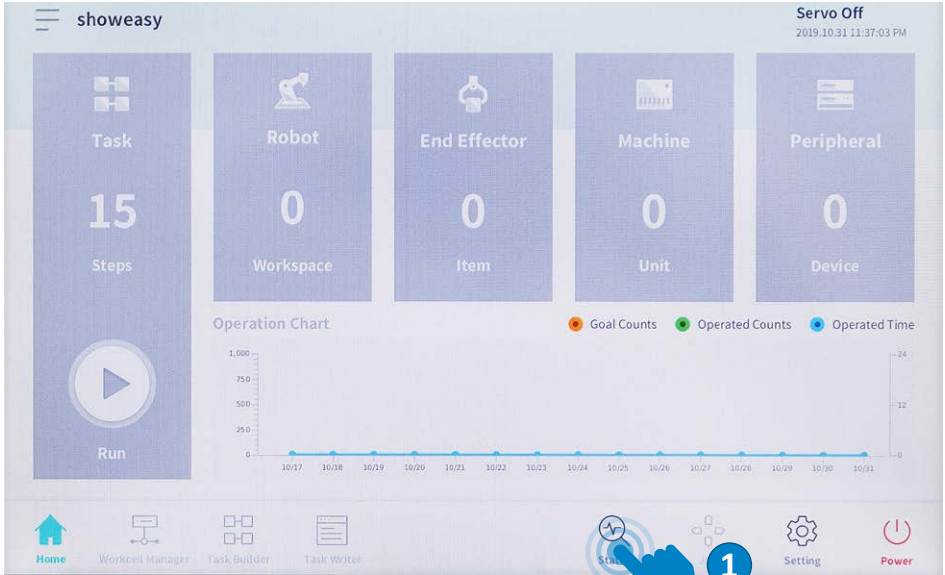 showeasy
Servo Off
2019.10.31 11:37:03 PM
Task
15
Steps
Run
Robot
0
Workspace
End Effector
0
Item
Machine
0
Unit
Peripheral
0
Device
Operation Chart
Goal Counts
Operated Counts
Operated Time
1,000
750
500
250
0
24
12
0
10/17 10/18 10/19 10/20 10/21 10/22 10/23 10/24 10/25 10/26 10/27 10/28 10/29 10/30 10/31
Home
Workcell Manager
Task Builder
Task Writer
1
Setting
Power